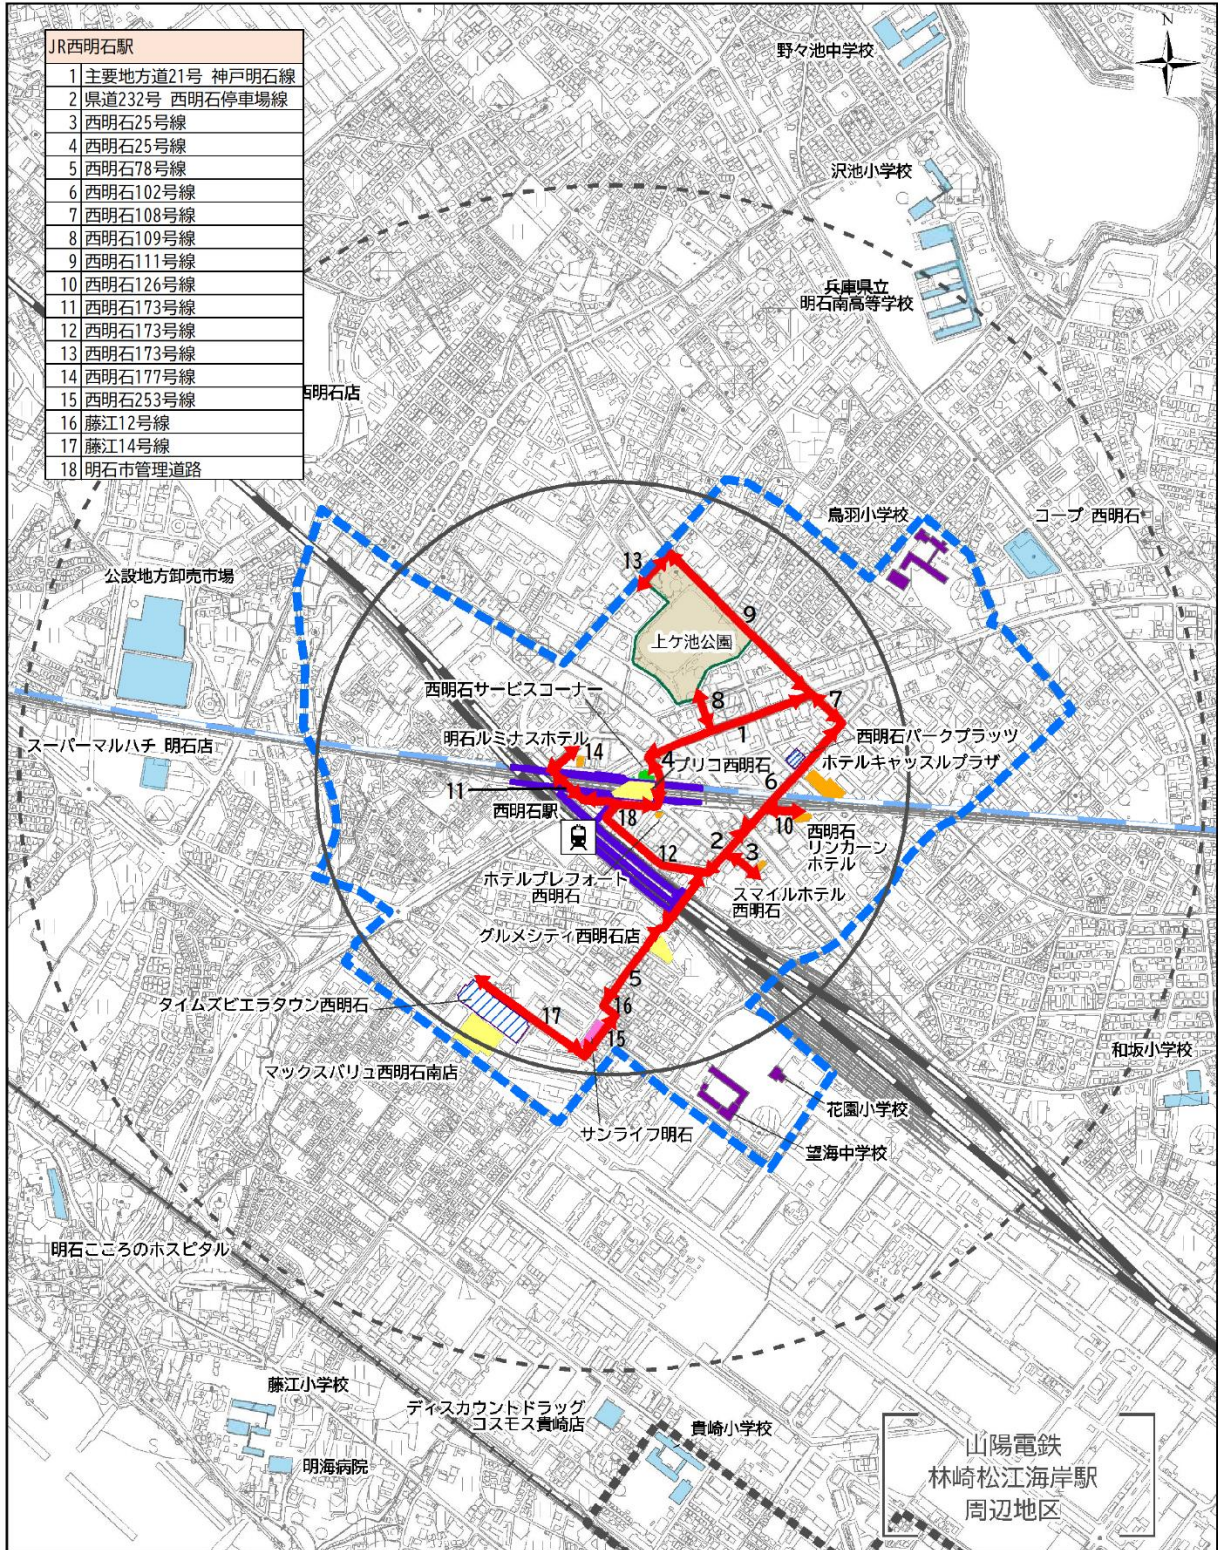 JR西明石駅
1 主要地方道21号 神戸明石線
2 県道232号 西明石停車場線
3 西明石25号線
4 西明石25号線
5 西明石78号線
6 西明石102号線
7 西明石108号線
8 西明石109号線
9 西明石111号線
10 西明石126号線
11 西明石173号線
12 西明石173号線
13 西明石173号線
14 西明石177号線
15 西明石253号線
16 藤江12号線
17 藤江14号線
18 明石市管理道路
N
野々池中学校
沢池小学校
兵庫県立
明石南高等学校
西明石店
鳥羽小学校
コープ 西明石
公設地方卸売市場
13
9
上ケ池公園
西明石サービスコーナー
8
7
1
明石ルミナスホテル
14
4
プリコ西明石
西明石パークプラッツ
ホテルキャッスルプラザ
スーパーマルハチ 明石店
11
6
西明石駅
18
10
西明石
リンカーン
ホテル
2
3
12
ホテルプレフォート
西明石
スマイルホテル
西明石
グルメシティ西明石店
5
タイムズビエラタウン西明石
17
16
15
マックスバリュ西明石南店
和坂小学校
花園小学校
サンライフ明石
望海中学校
明石こころのホスピタル
藤江小学校
ディスカウントドラッグ
コスモス貴崎店
貴崎小学校
明海病院
山陽電鉄
林崎松江海岸駅
周辺地区